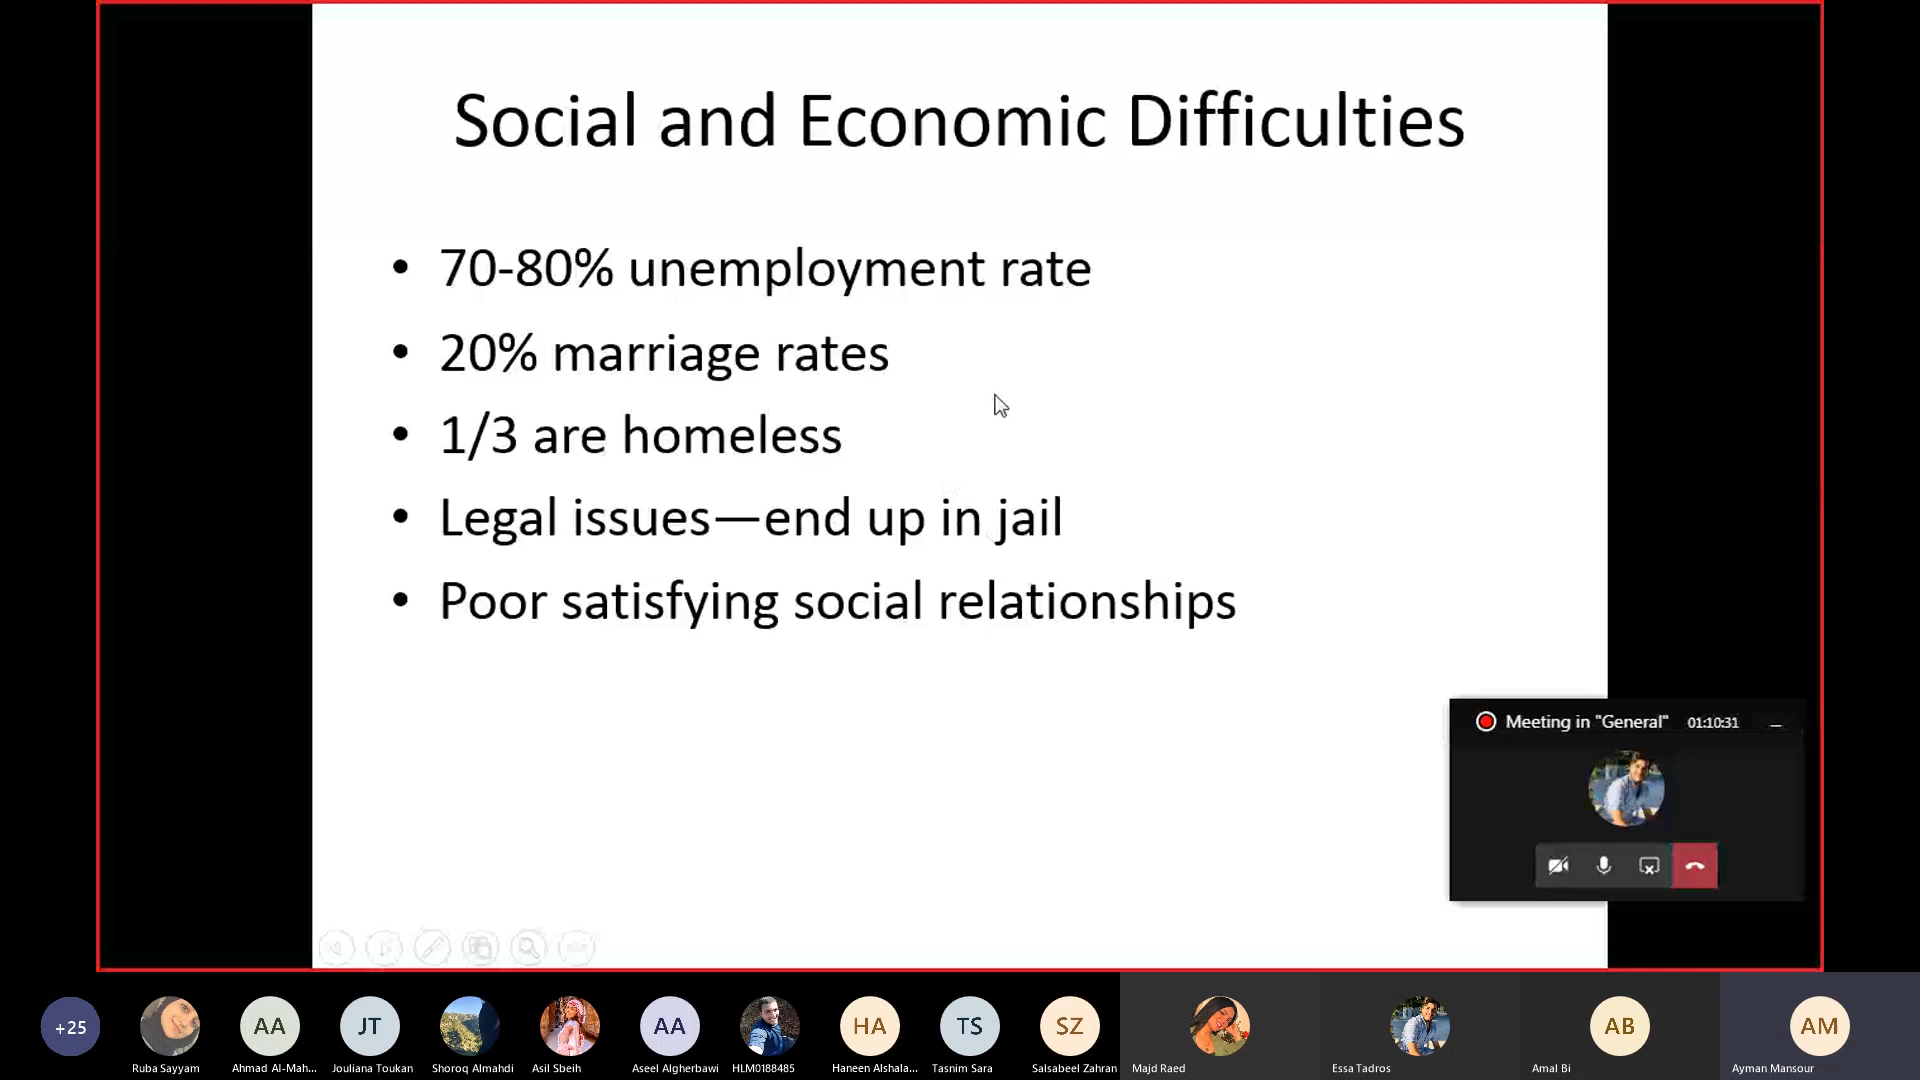 Social and Economic Difficulties
• 70-80% unemployment rate
• 20% marriage rates
• 1/3 are homeless
• Legal issues—end up in jail
• Poor satisfying social relationships
Meeting in "General" 01:10:31
+25
AA
JT
AA
HA
TS
SZ
AB
AM
Ruba Sayyam
Ahmad Al-Mah...
Jouliana Toukan
Shoroq Almahdi
Asil Sbeih
Aseel Algherbawi
HLM0188485
Haneen Alshala...
Tasnim Sara
Salsabeel Zahran
Majd Raed
Essa Tadros
Amal Bi
Ayman Mansour